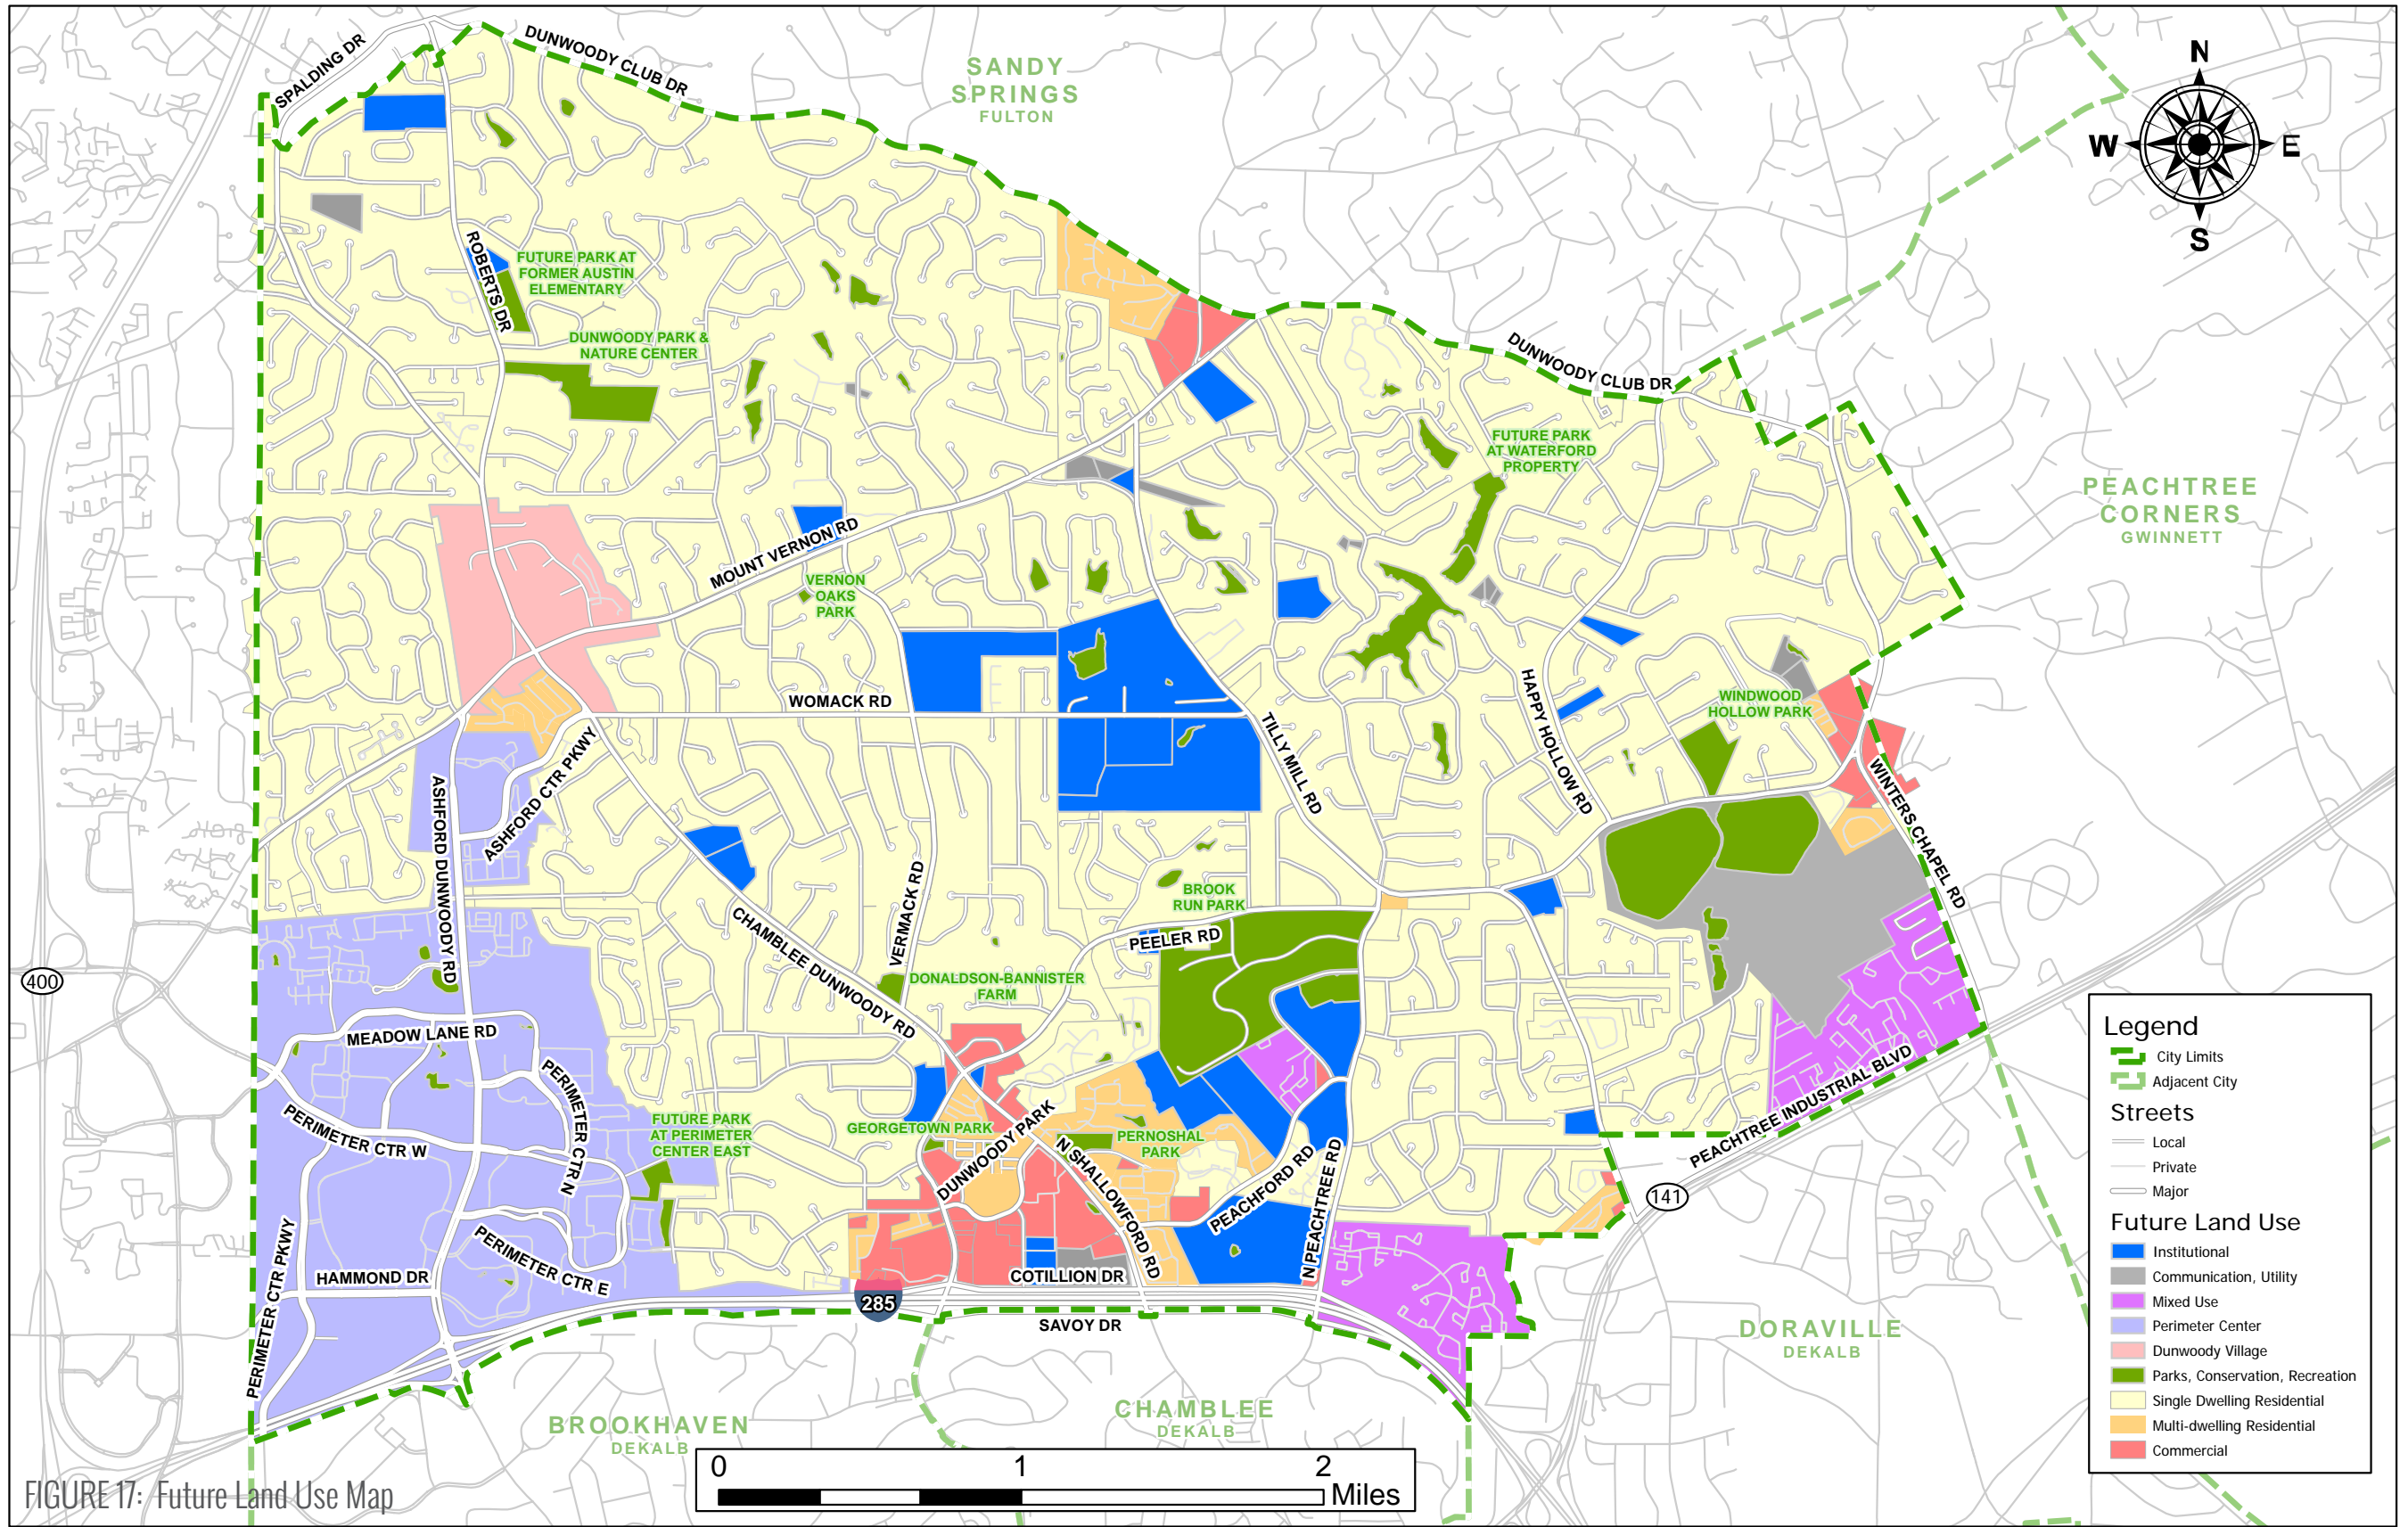 SPALDING DR
DUNWOODY CLUB DR
SANDY
SPRINGS
FULTON
N
W
E
S
ROBERTS DR
FUTURE PARK AT
FORMER AUSTIN
ELEMENTARY
DUNWOODY PARK &
NATURE CENTER
DUNWOODY CLUB DR
FUTURE PARK
AT WATERFORD
PROPERTY
PEACHTREE
CORNERS
GWINNETT
MOUNT VERNON RD
VERNON
OAKS
PARK
WOMACK RD
TILLY MILL RD
HAPPY HOLLOW RD
WINDWOOD
HOLLOW PARK
WINTERS CHAPEL RD
ASHFORD DUNWOODY RD
ASHFORD CTR PKWY
CHAMBLEE DUNWOODY RD
VERMACK RD
BROOK
RUN PARK
PEELER RD
DONALDSON-BANNISTER
FARM
400
MEADOW LANE RD
PERIMETER CTR W
PERIMETER CTR N
FUTURE PARK
AT PERIMETER
CENTER EAST
GEORGETOWN PARK
DUNWOODY PARK
N SHALLOWFORD RD
PERNOSHAL
PARK
PEACHFORD RD
N PEACHTREE RD
PEACHTREE INDUSTRIAL BLVD
141
PERIMETER CTR PKWY
HAMMOND DR
PERIMETER CTR E
COTILLION DR
285
SAVOY DR
DORAVILLE
DEKALB
BROOKHAVEN
DEKALB
CHAMBLEE
DEKALB
Legend
City Limits
Adjacent City
Streets
Local
Private
Major
Future Land Use
Institutional
Communication, Utility
Mixed Use
Perimeter Center
Dunwoody Village
Parks, Conservation, Recreation
Single Dwelling Residential
Multi-dwelling Residential
Commercial
0 1 2
Miles
FIGURE 17: Future Land Use Map